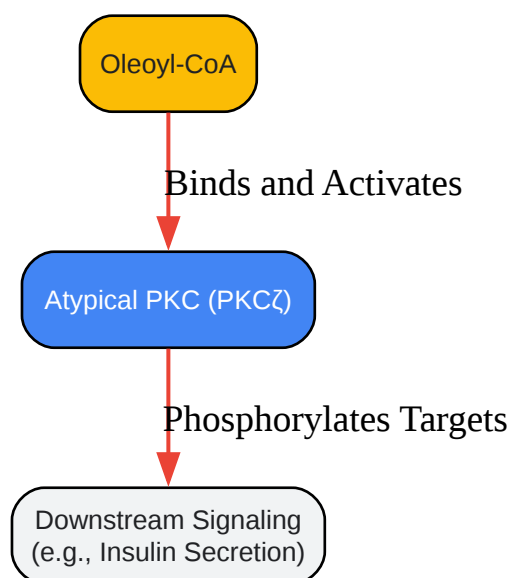 Oleoyl-CoA
Binds and Activates
Atypical PKC (PKCζ)
Phosphorylates Targets
Downstream Signaling
(e.g., Insulin Secretion)